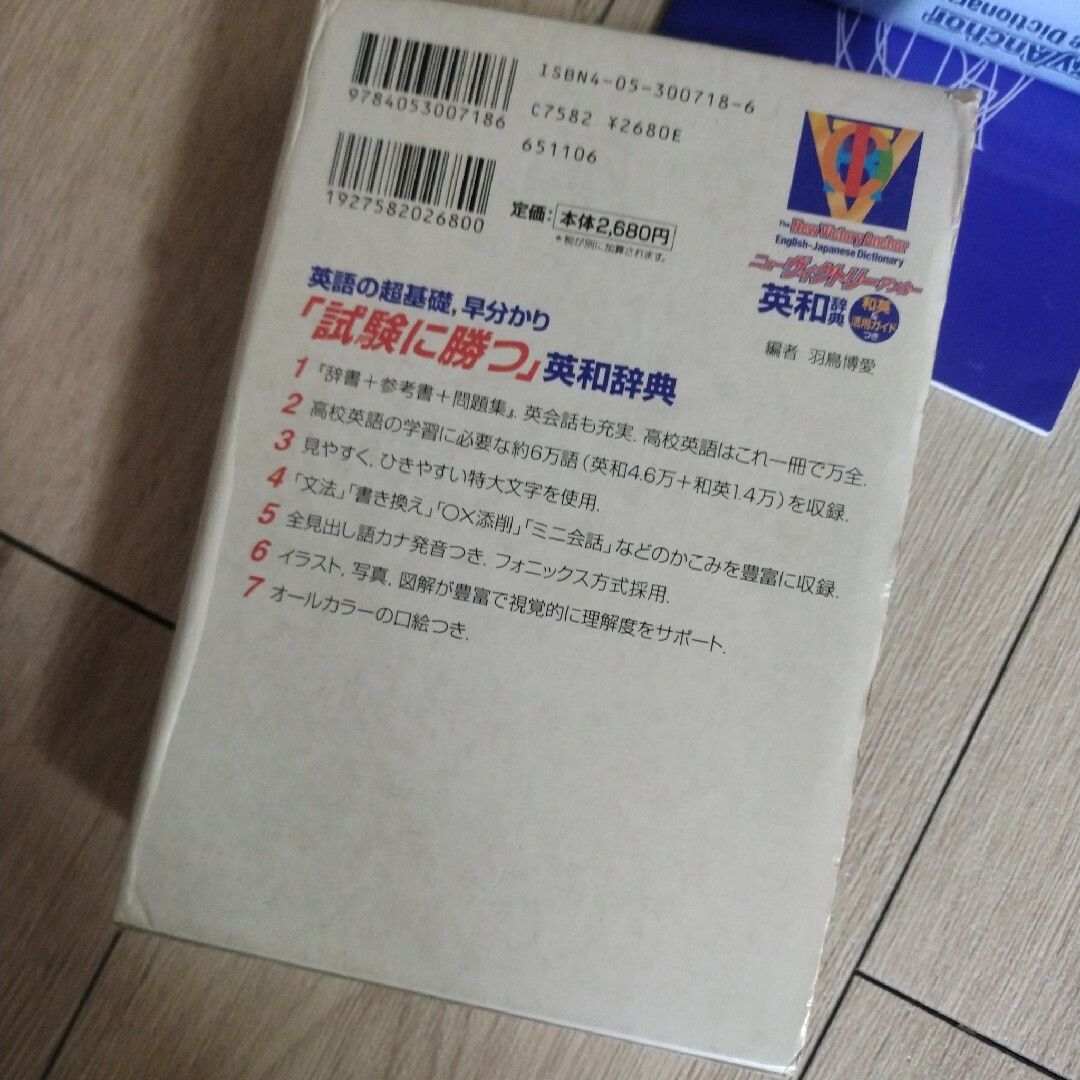 ISBN4-05-300718-6
9784053007186
C7582 ¥2680E
651106
1927582026800
定価：本体2,680円
＊税が別に加算されます。
The New Victory Anchor
English-Japanese Dictionary
ニューヴィクトリーアンカー
英和辞典
和英&活用ガイドつき
編者 羽鳥博愛
英語の超基礎，早分かり
「試験に勝つ」英和辞典
1 『辞書＋参考書＋問題集』．英会話も充実．高校英語はこれ一冊で万全．
2 高校英語の学習に必要な約6万語（英和4.6万＋和英1.4万）を収録．
3 見やすく，ひきやすい特大文字を使用．
4 「文法」「書き換え」「○×添削」「ミニ会話」などのかこみを豊富に収録．
5 全見出し語カナ発音つき．フォニックス方式採用．
6 イラスト，写真，図解が豊富で視覚的に理解度をサポート．
7 オールカラーの口絵つき．
y/Anchor
Dictionar